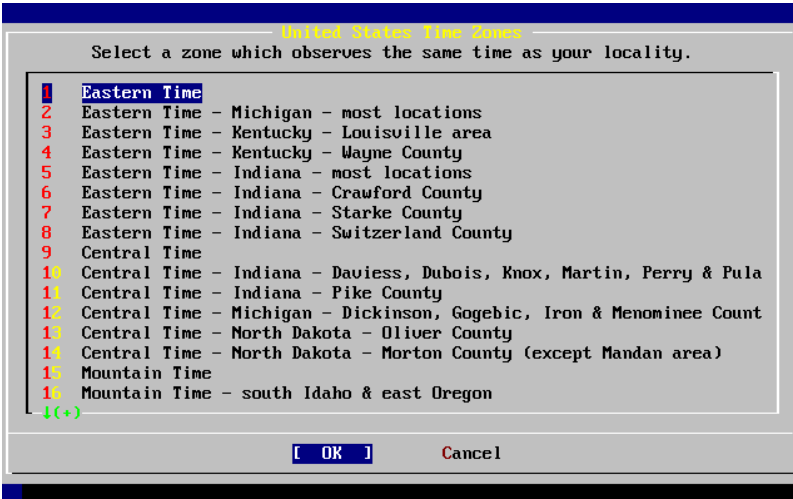 United States Time Zones
Select a zone which observes the same time as your locality.
1 Eastern Time
2 Eastern Time - Michigan - most locations
3 Eastern Time - Kentucky - Louisville area
4 Eastern Time - Kentucky - Wayne County
5 Eastern Time - Indiana - most locations
6 Eastern Time - Indiana - Crawford County
7 Eastern Time - Indiana - Starke County
8 Eastern Time - Indiana - Switzerland County
9 Central Time
10 Central Time - Indiana - Daviess, Dubois, Knox, Martin, Perry & Pula
11 Central Time - Indiana - Pike County
12 Central Time - Michigan - Dickinson, Gogebic, Iron & Menominee Count
13 Central Time - North Dakota - Oliver County
14 Central Time - North Dakota - Morton County (except Mandan area)
15 Mountain Time
16 Mountain Time - south Idaho & east Oregon
↓(+)
[ OK ] Cancel